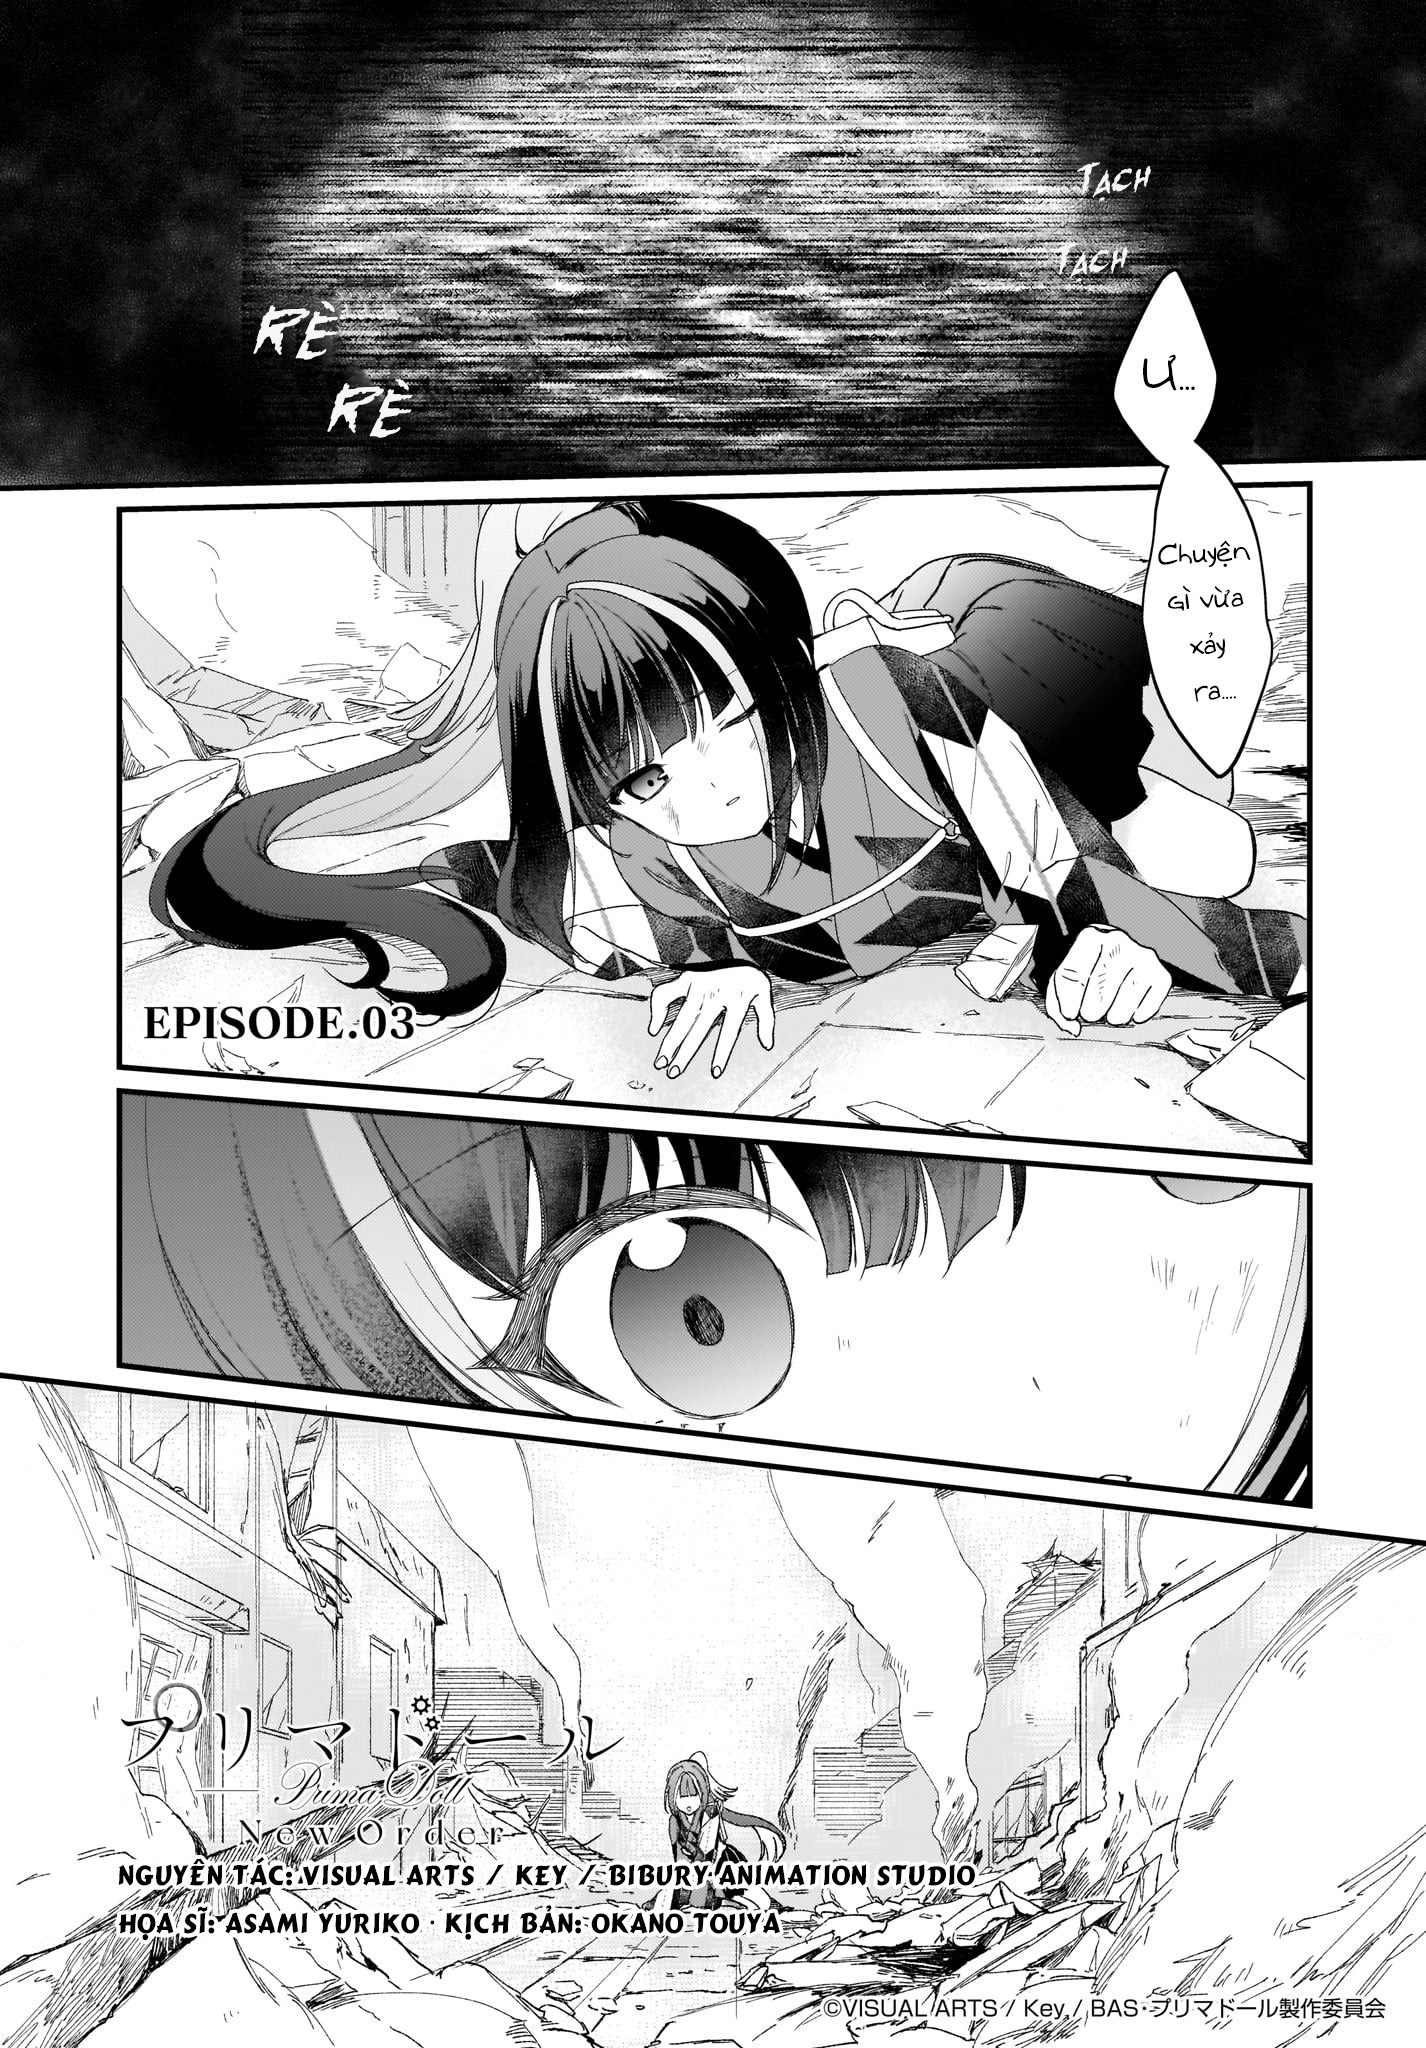 TẠCH
TẠCH
RÈ
RÈ
Ư...
Chuyện
gì vừa
xảy
ra....
EPISODE.03
プリマドール
Prima Doll
New Order
NGUYÊN TÁC: VISUAL ARTS / KEY / BIBURY ANIMATION STUDIO
HỌA SĨ: ASAMI YURIKO · KỊCH BẢN: OKANO TOUYA
©VISUAL ARTS / Key / BAS・プリマドール製作委員会